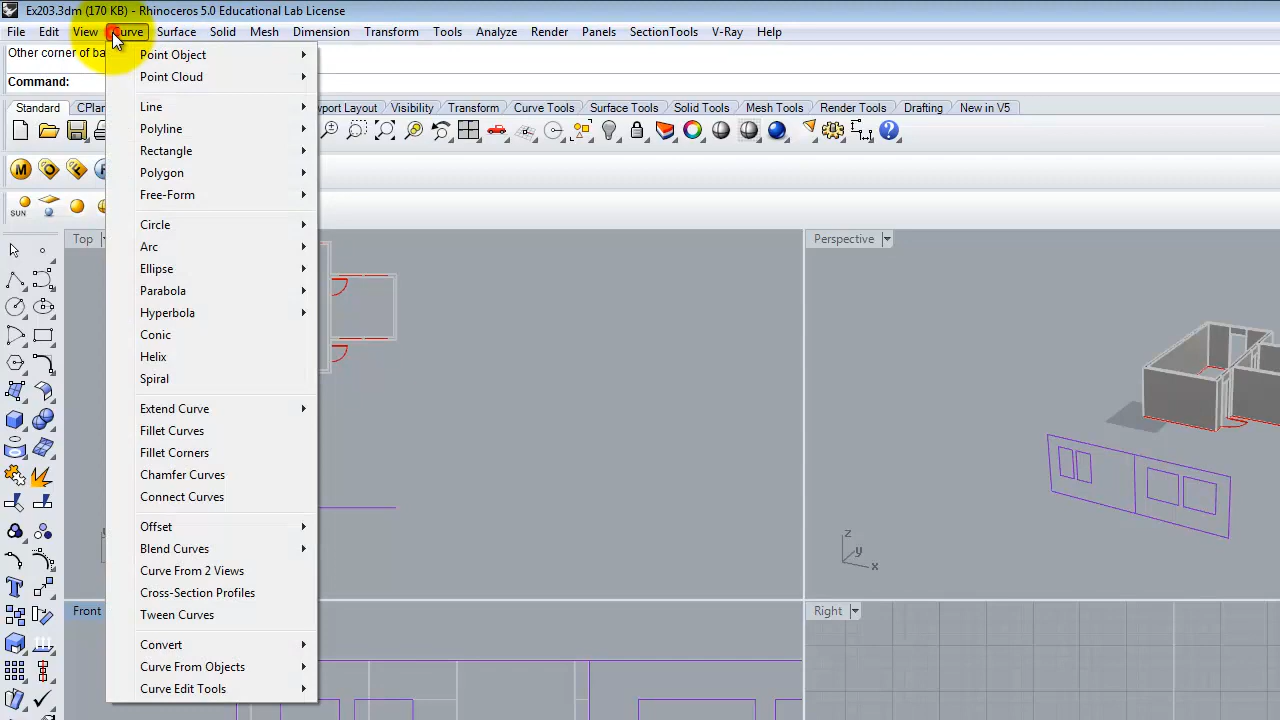 Ex203.3dm (170 KB) - Rhinoceros 5.0 Educational Lab License
File Edit View Curve Surface Solid Mesh Dimension Transform Tools Analyze Render Panels SectionTools V-Ray Help
Other corner of ba
Command:
Standard CPlan port Layout Visibility Transform Curve Tools Surface Tools Solid Tools Mesh Tools Render Tools Drafting New in V5
Point Object
Point Cloud
Line
Polyline
Rectangle
Polygon
Free-Form
Circle
Arc
Ellipse
Parabola
Hyperbola
Conic
Helix
Spiral
Extend Curve
Fillet Curves
Fillet Corners
Chamfer Curves
Connect Curves
Offset
Blend Curves
Curve From 2 Views
Cross-Section Profiles
Tween Curves
Convert
Curve From Objects
Curve Edit Tools
M O F
SUN
Top
Perspective
z
y
x
Front
Right